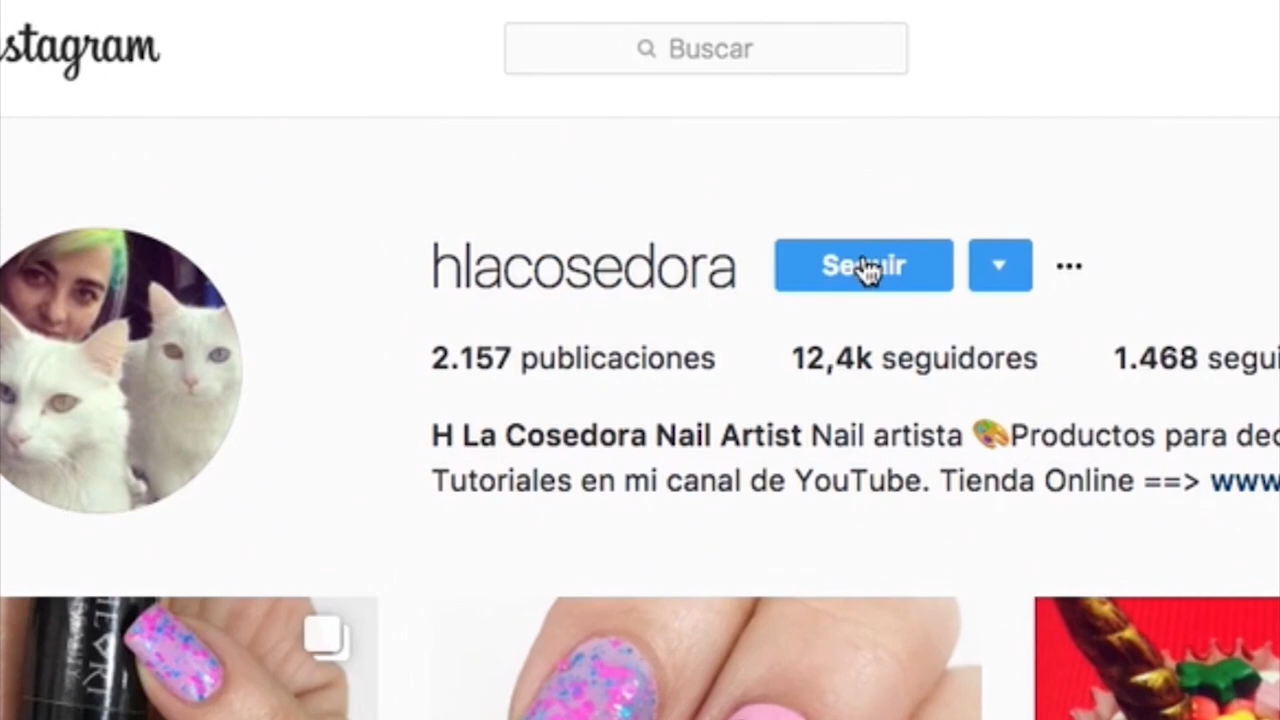 stagram
Buscar
hlacosedora
Seguir
2.157 publicaciones 12,4k seguidores 1.468 segui
H La Cosedora Nail Artist Nail artista 🎨Productos para dec
Tutoriales en mi canal de YouTube. Tienda Online ==> www